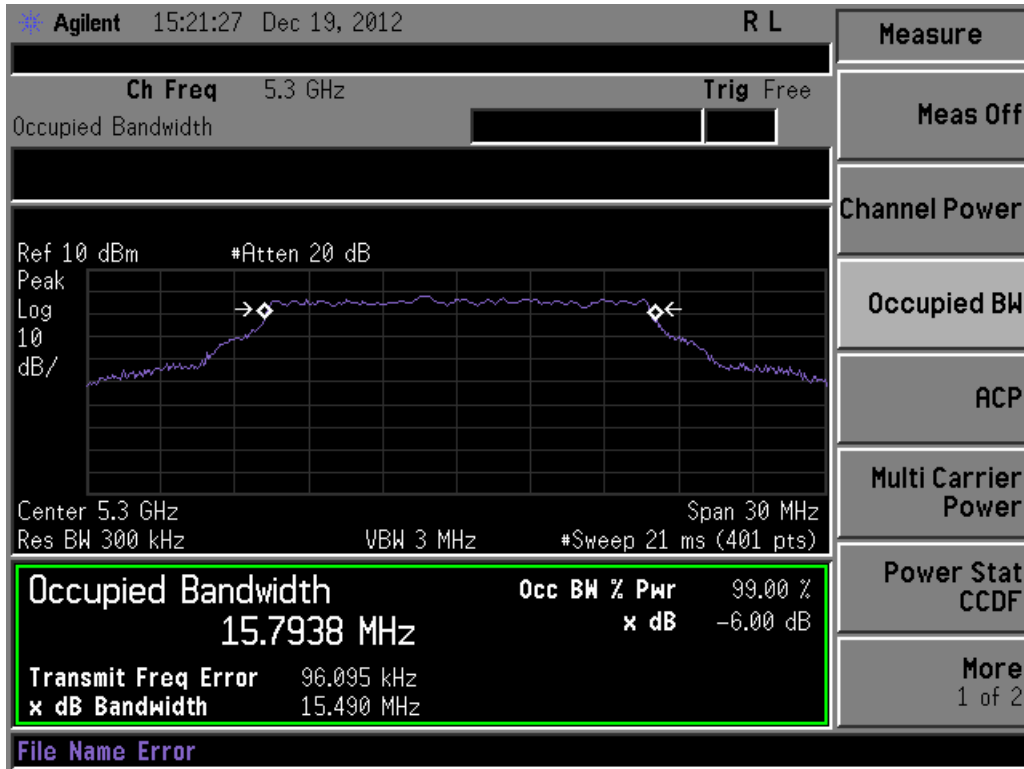 Agilent 15:21:27 Dec 19, 2012 R L
Ch Freq 5.3 GHz Trig Free
Occupied Bandwidth
Ref 10 dBm #Atten 20 dB
Peak
Log
10
dB/
Center 5.3 GHz Span 30 MHz
Res BW 300 kHz VBW 3 MHz #Sweep 21 ms (401 pts)
Occupied Bandwidth Occ BW % Pwr 99.00 %
15.7938 MHz x dB -6.00 dB
Transmit Freq Error 96.095 kHz
x dB Bandwidth 15.490 MHz
File Name Error
Measure
Meas Off
Channel Power
Occupied BW
ACP
Multi Carrier
Power
Power Stat
CCDF
More
1 of 2